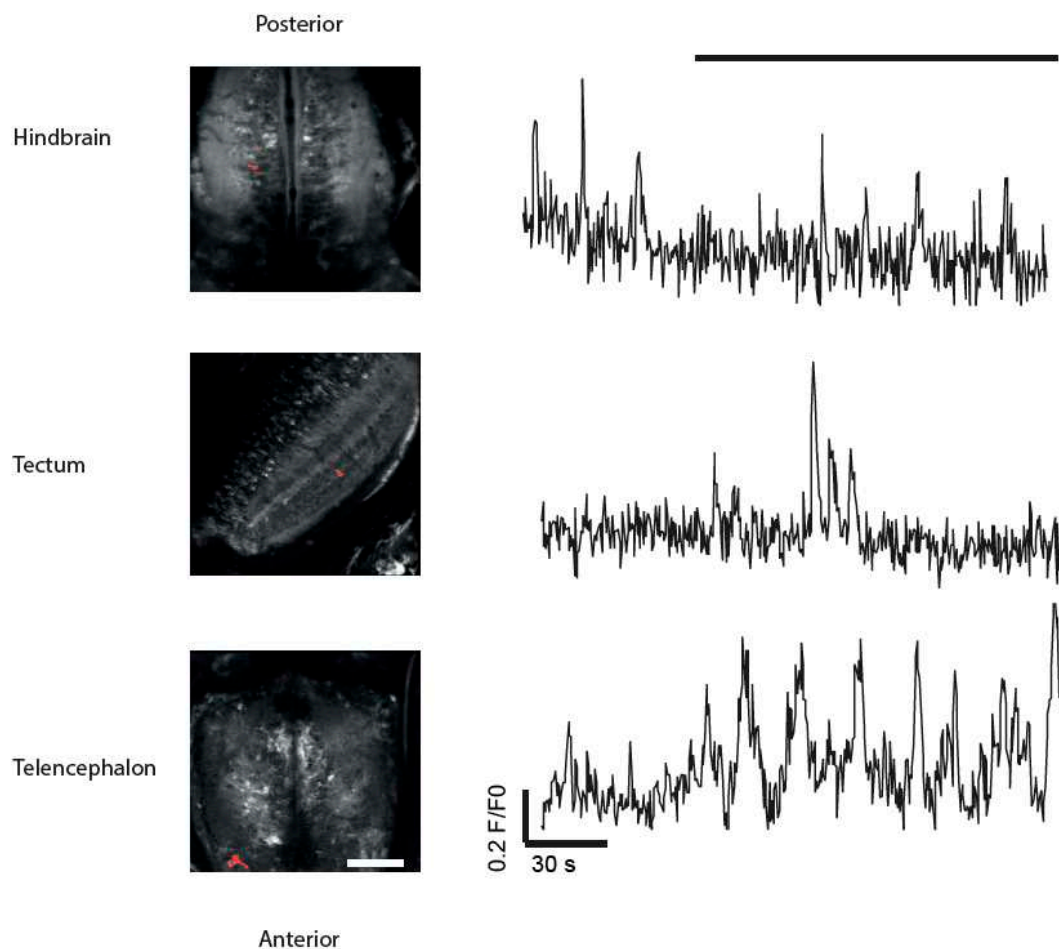 Posterior
Hindbrain
Tectum
Telencephalon
0.2 F/F0
30 s
Anterior